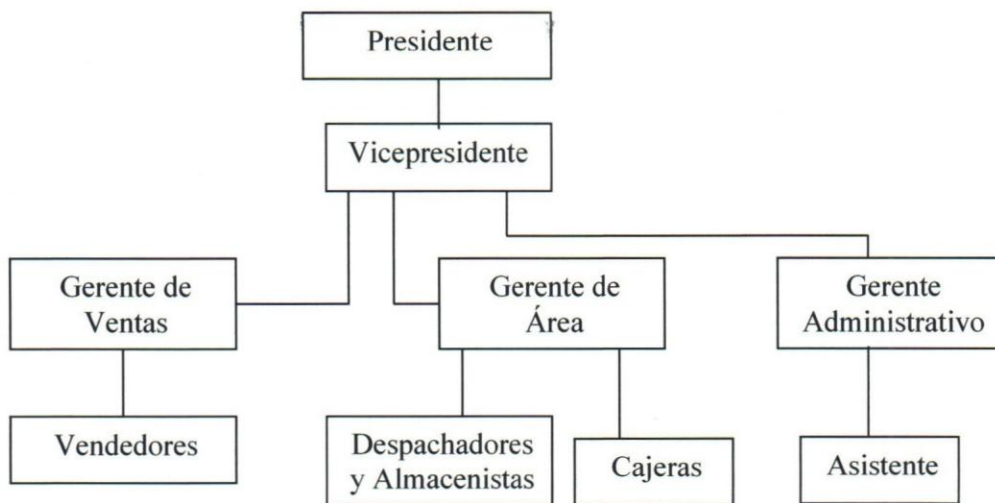 Presidente
Vicepresidente
Gerente de
Ventas
Gerente de
Área
Gerente
Administrativo
Vendedores
Despachadores
y Almacenistas
Cajeras
Asistente